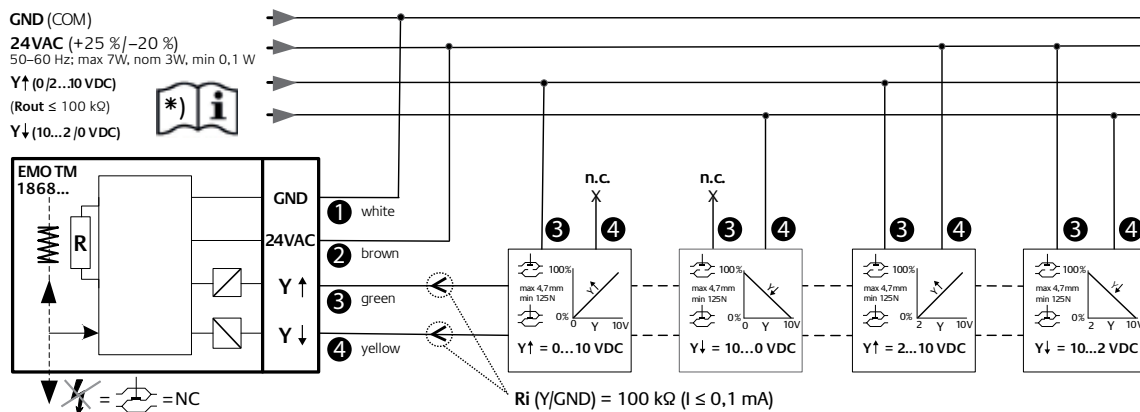 GND (COM)
24VAC (+25 %/–20 %)
50–60 Hz; max 7W, nom 3W, min 0,1 W
Y↑ (0/2...10 VDC)
(Rout ≤ 100 kΩ)
Y↓ (10...2/0 VDC)
*) i
EMO TM
1868...
R
GND
24VAC
Y ↑
Y ↓
1 white
2 brown
3 green
4 yellow
n.c.
X
3 4
100%
max 4,7mm
min 125N
0%
Y↑
0 Y 10V
Y↑ = 0...10 VDC
n.c.
X
3 4
100%
max 4,7mm
min 125N
0%
Y↓
0 Y 10V
Y↓ = 10...0 VDC
3 4
100%
max 4,7mm
min 125N
0%
Y↑
2 Y 10V
Y↑ = 2...10 VDC
3 4
100%
max 4,7mm
min 125N
0%
Y↓
2 Y 10V
Y↓ = 10...2 VDC
= = NC
Ri (Y/GND) = 100 kΩ (I ≤ 0,1 mA)